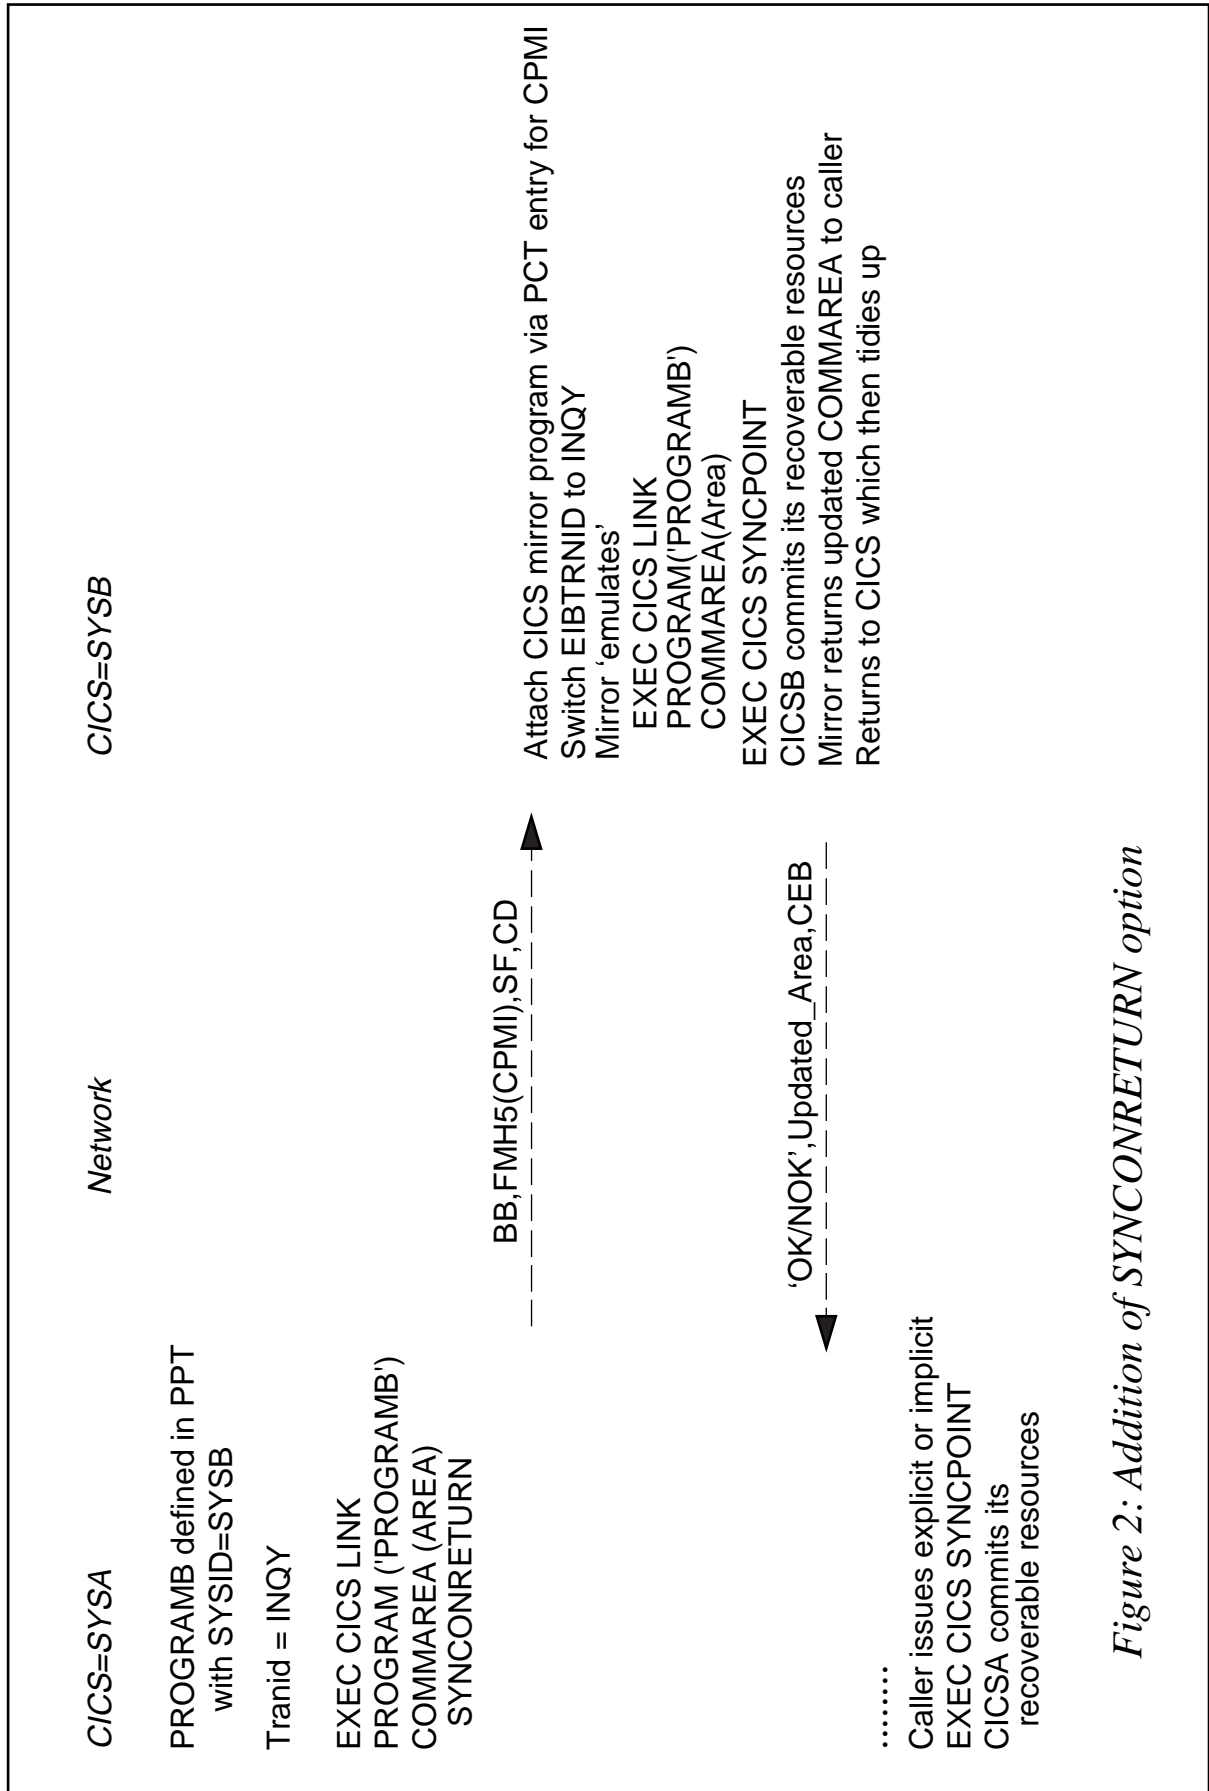 CICS=SYSA
Network
CICS=SYSB
PROGRAMB defined in PPT
with SYSID=SYSB
Tranid = INQY
EXEC CICS LINK
PROGRAM ('PROGRAMB')
COMMAREA (AREA)
SYNCONRETURN
BB,FMH5(CPMI),SF,CD
Attach CICS mirror program via PCT entry for CPMI
Switch EIBTRNID to INQY
Mirror ‘emulates’
EXEC CICS LINK
PROGRAM('PROGRAMB')
COMMAREA(Area)
EXEC CICS SYNCPOINT
CICSB commits its recoverable resources
Mirror returns updated COMMAREA to caller
Returns to CICS which then tidies up
‘OK/NOK’,Updated_Area,CEB
........
Caller issues explicit or implicit
EXEC CICS SYNCPOINT
CICSA commits its
recoverable resources
Figure 2: Addition of SYNCONRETURN option